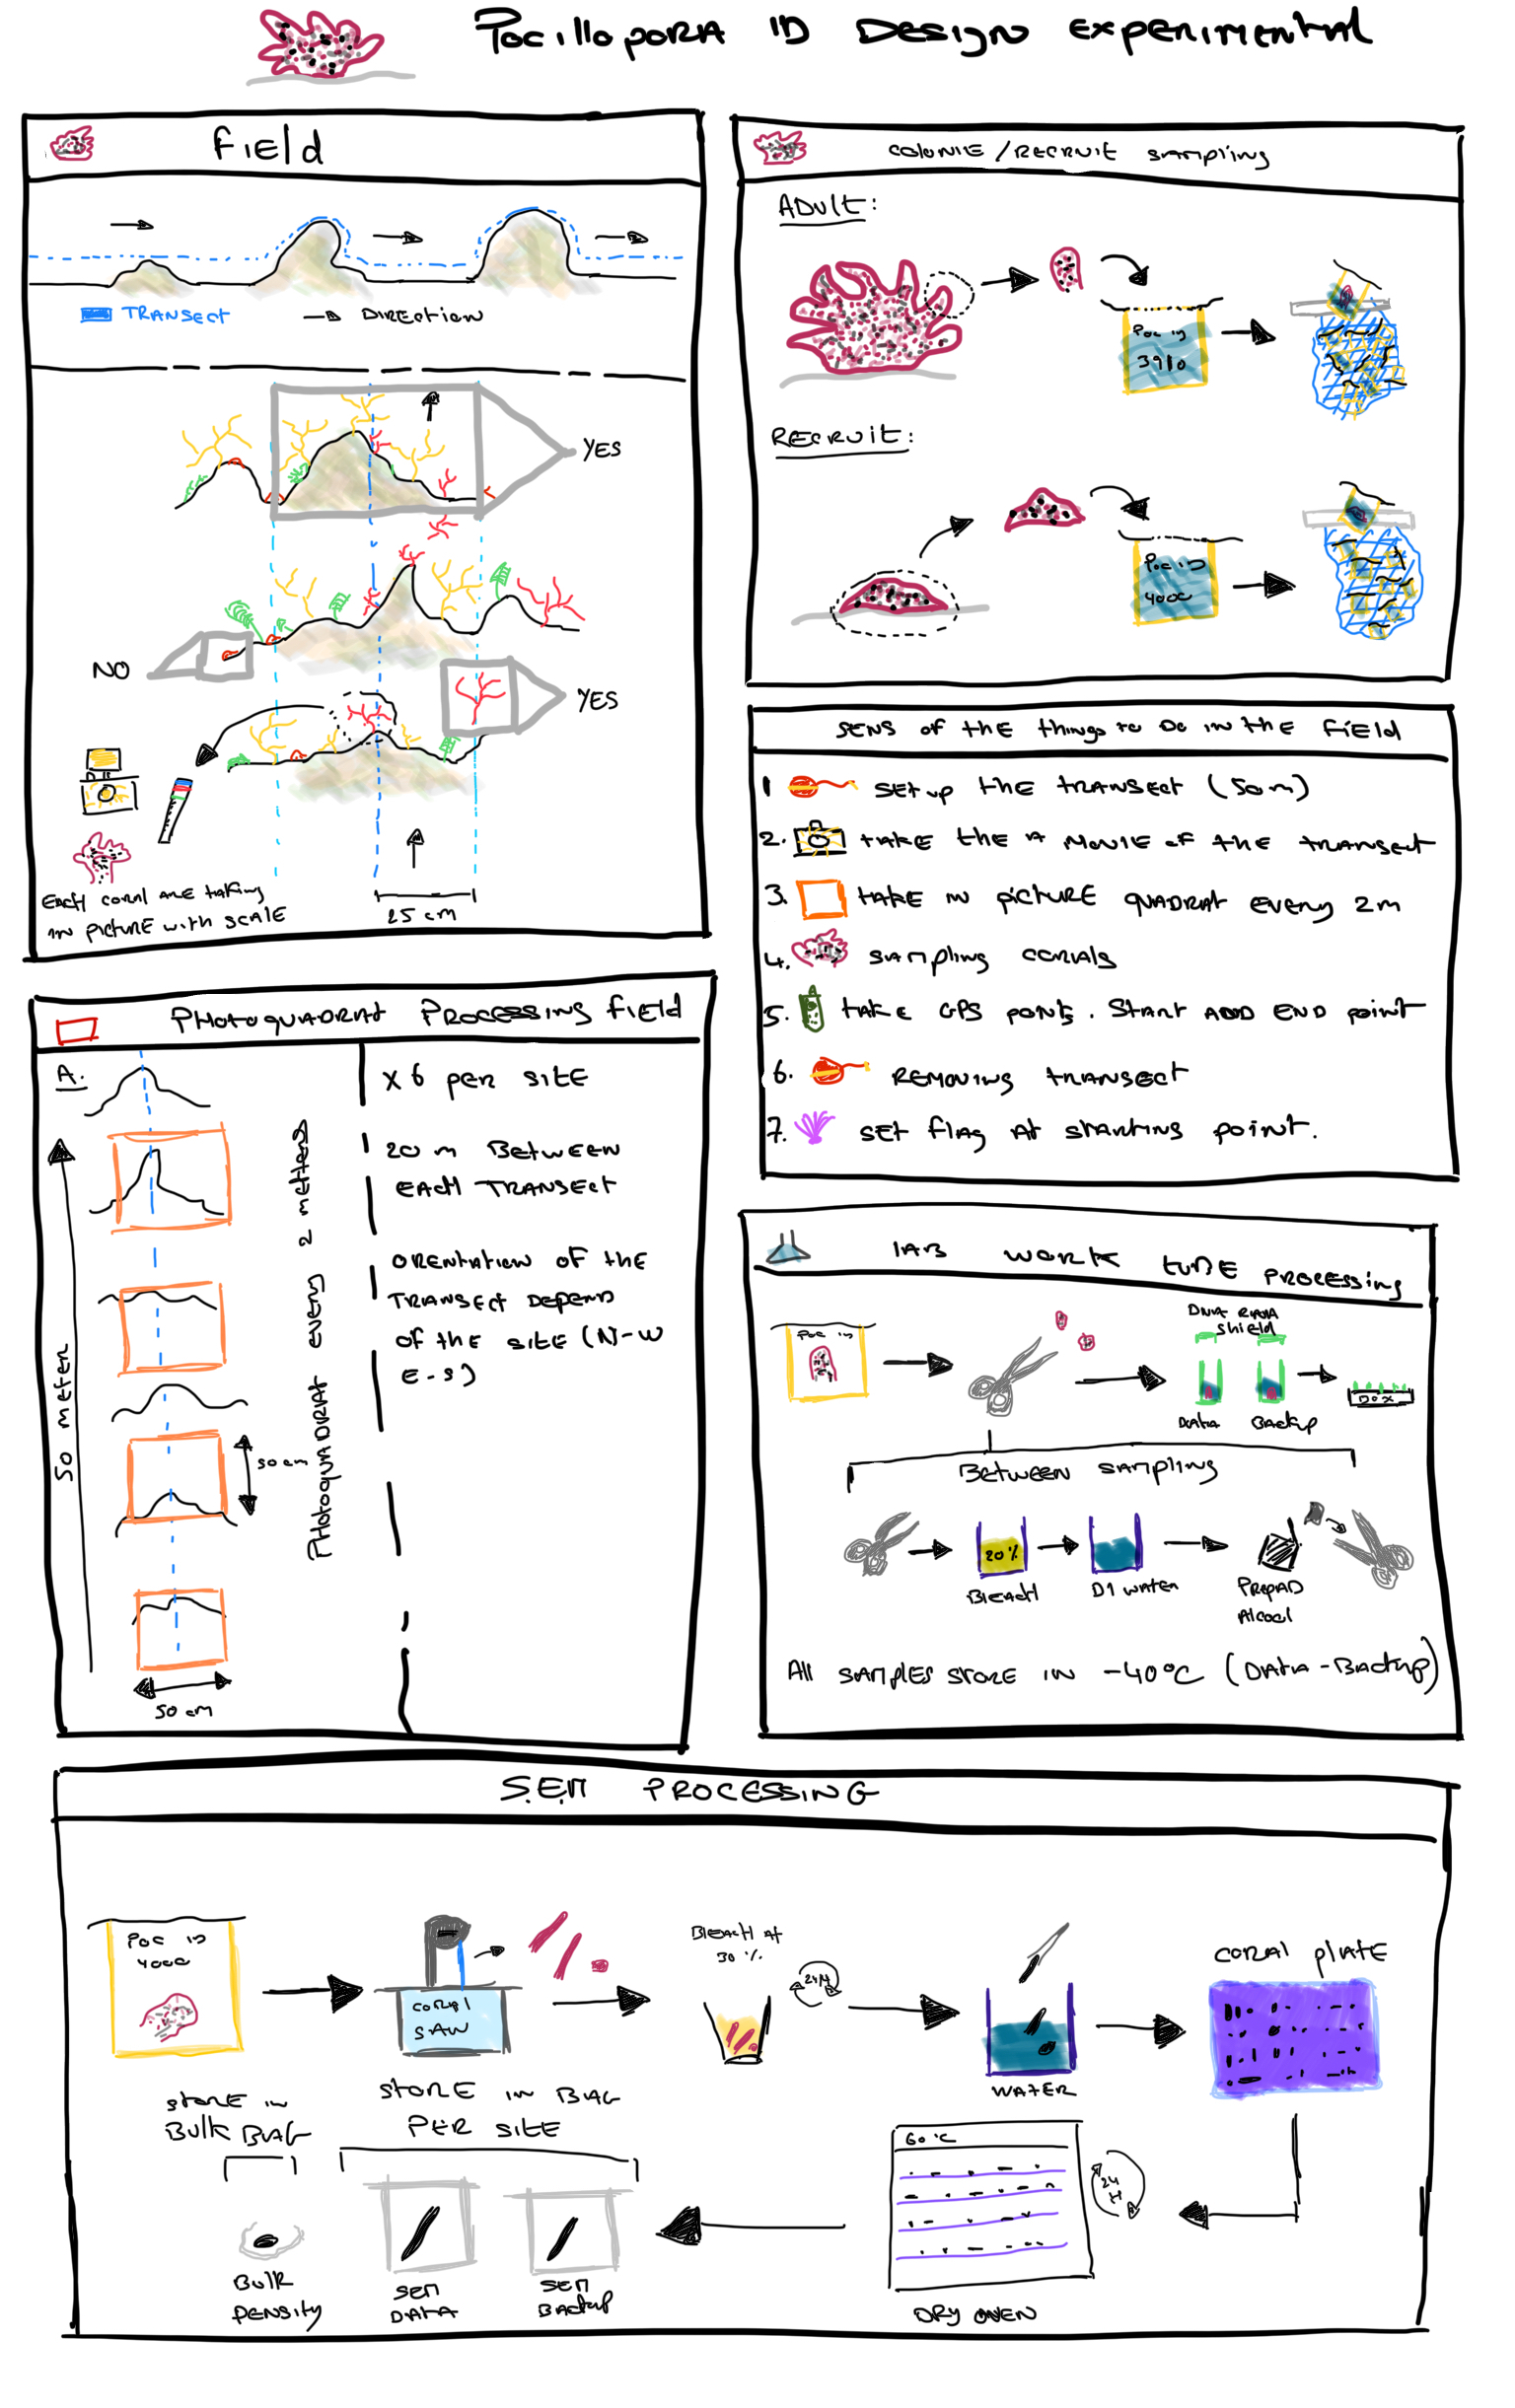 Pocillopora ID Designo experimental
Field
TRANSECT
DIRECTION
YES
NO
YES
Each coral are taking
in picture with scale
25 cm
COLONIE / RECRUIT sampling
ADULT:
Poc ID
3910
RECRUIT:
Poc ID
4000
SENS of the things to Do in the Field
1 Set up the transect (50m)
2. take the a movie of the transect
3. take in picture quadrat every 2m
4. sampling corals
5. take GPS points. Start AND END point
6. REMOVING transect
7. SET flag At starting point.
PHOTOQUADRAT PROCESSING FIELD
A.
50 meter
50 cm
50 cm
PHotoquADRAT every 2 metters
X 6 per site
20 m Between
EACH TRANSECT
ORENTATION OF the
TRANSECT DEPEND
of the site (N-W
E-S)
LAB WORK TUBE PROCESSING
Poc ID
DNA RNA
Shield
DATA
Backup
BOX
BETWEEN sampling
20%
Bleach
DI water
PREPAD
Alcool
All samples store in -40°C (DATA-Backup)
S.E.M PROCESSING
Poc ID
4000
coral
SAW
Bleach At
30 %
24H
WATER
CORAL plate
60°C
24
H
DRY OVEN
store in
Bulk BAG
store in BAG
PER SITE
Bulk
DENSITY
SEM
DATA
SEM
Backup